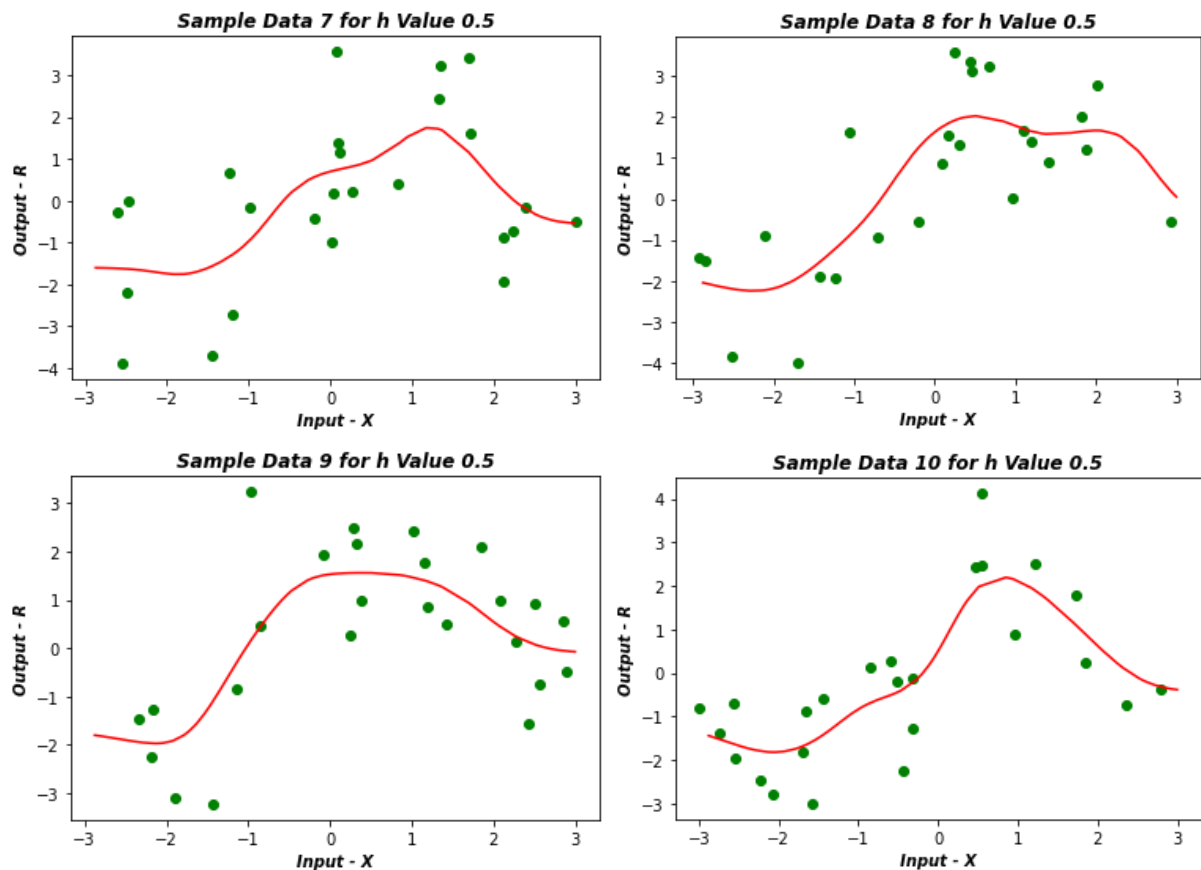 Sample Data 7 for h Value 0.5
3
2
1
0
−1
−2
−3
−4
Output - R
−3 −2 −1 0 1 2 3
Input - X
Sample Data 8 for h Value 0.5
3
2
1
0
−1
−2
−3
−4
Output - R
−3 −2 −1 0 1 2 3
Input - X
Sample Data 9 for h Value 0.5
3
2
1
0
−1
−2
−3
Output - R
−3 −2 −1 0 1 2 3
Input - X
Sample Data 10 for h Value 0.5
4
3
2
1
0
−1
−2
−3
Output - R
−3 −2 −1 0 1 2 3
Input - X